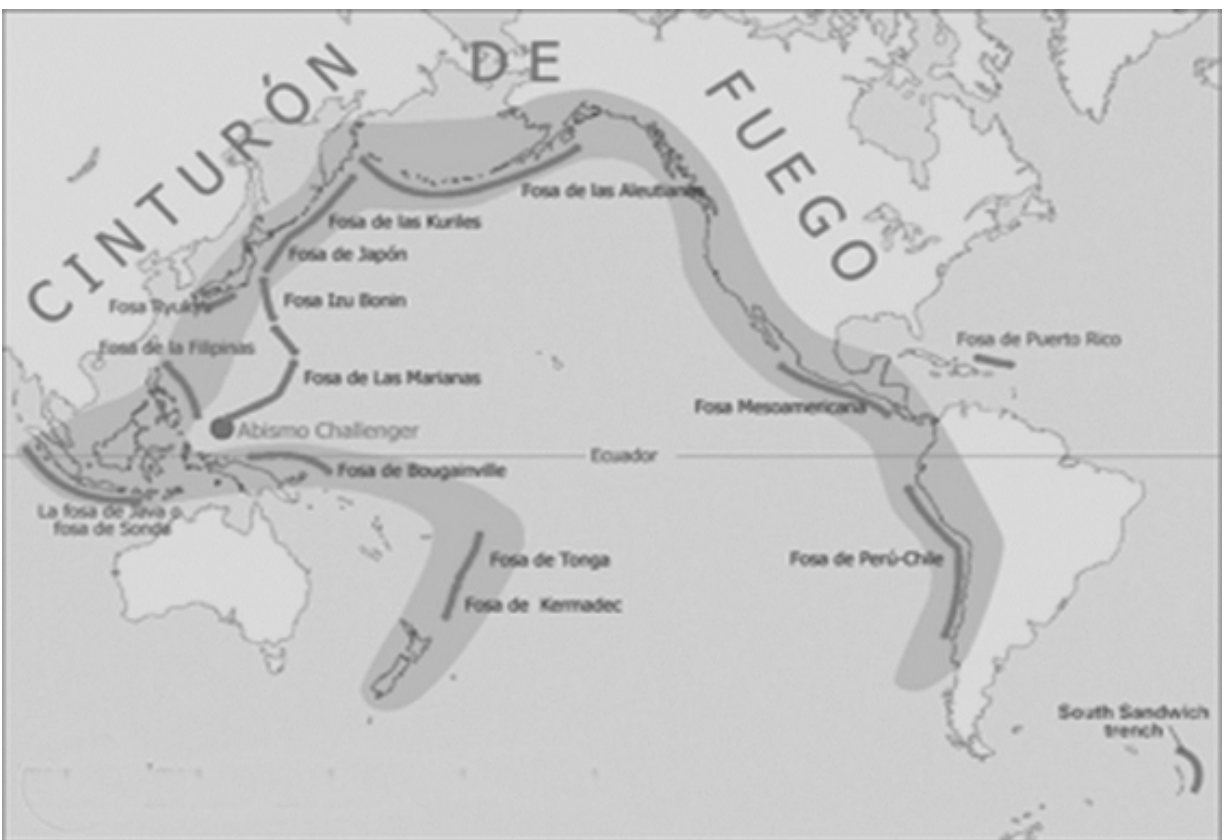 CINTURÓN DE FUEGO
Fosa de las Aleutianas
Fosa de las Kuriles
Fosa de Japón
Fosa Ryukyu
Fosa Izu Bonin
Fosa de la Filipinas
Fosa de Puerto Rico
Fosa de Las Marianas
Fosa Mesoamericana
Abismo Challenger
Ecuador
Fosa de Bougainville
La fosa de Java o
fosa de Sonda
Fosa de Tonga
Fosa de Perú-Chile
Fosa de Kermadec
South Sandwich
trench